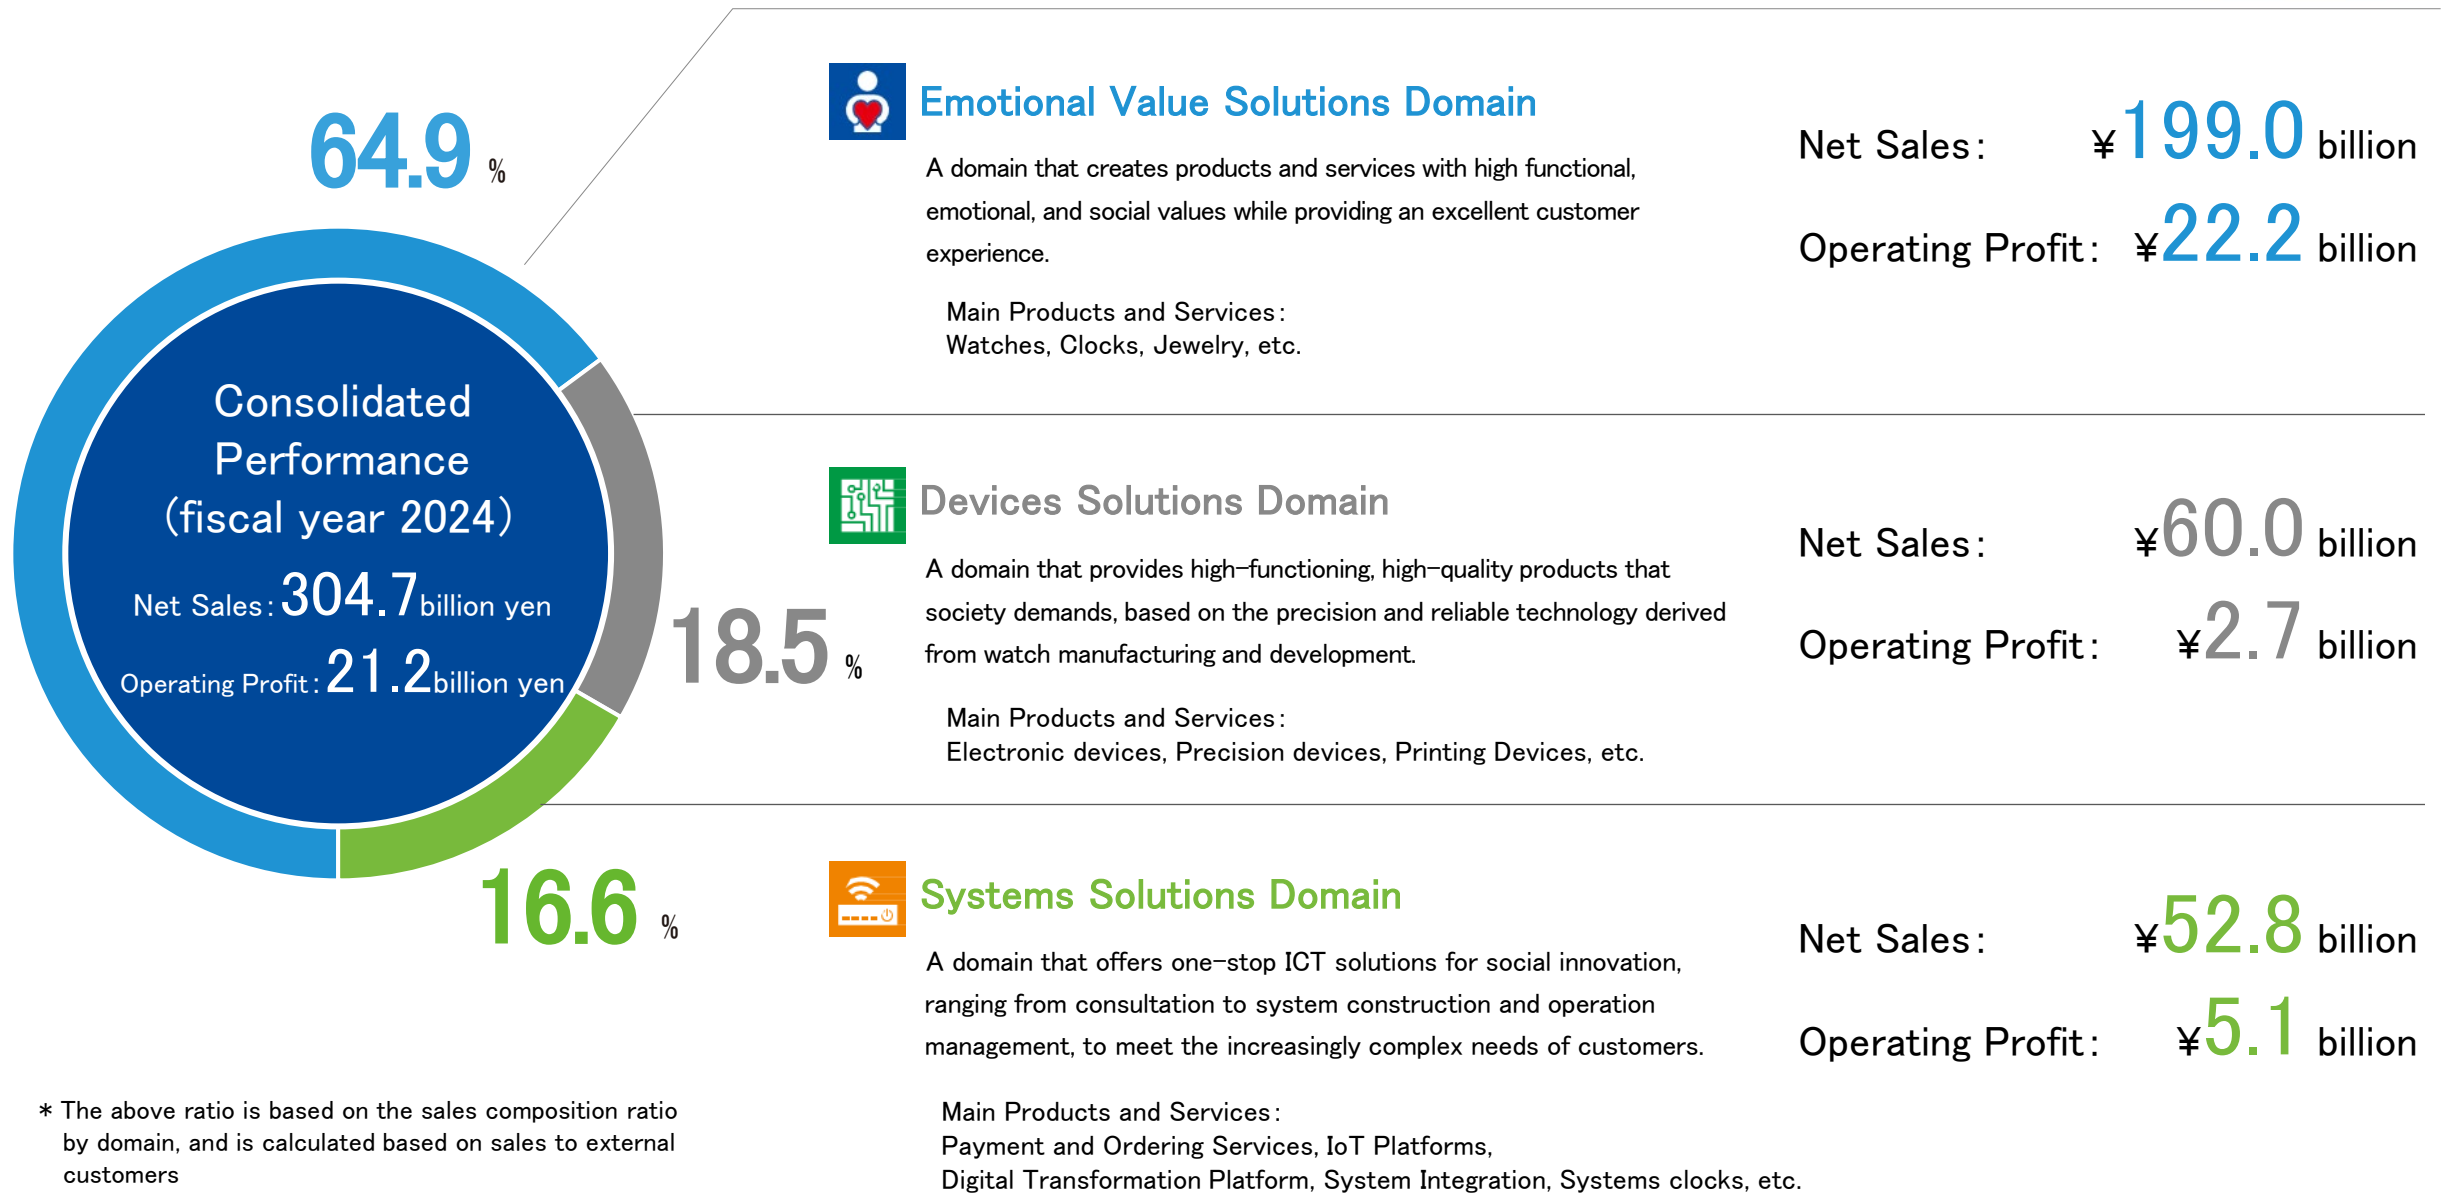 64.9 %
Consolidated
Performance
(fiscal year 2024)
Net Sales: 304.7 billion yen
Operating Profit: 21.2 billion yen
18.5 %
16.6 %
* The above ratio is based on the sales composition ratio
by domain, and is calculated based on sales to external
customers
Emotional Value Solutions Domain
A domain that creates products and services with high functional,
emotional, and social values while providing an excellent customer
experience.
Main Products and Services:
Watches, Clocks, Jewelry, etc.
Net Sales: ¥199.0 billion
Operating Profit: ¥22.2 billion
Devices Solutions Domain
A domain that provides high-functioning, high-quality products that
society demands, based on the precision and reliable technology derived
from watch manufacturing and development.
Main Products and Services:
Electronic devices, Precision devices, Printing Devices, etc.
Net Sales: ¥60.0 billion
Operating Profit: ¥2.7 billion
Systems Solutions Domain
A domain that offers one-stop ICT solutions for social innovation,
ranging from consultation to system construction and operation
management, to meet the increasingly complex needs of customers.
Main Products and Services:
Payment and Ordering Services, IoT Platforms,
Digital Transformation Platform, System Integration, Systems clocks, etc.
Net Sales: ¥52.8 billion
Operating Profit: ¥5.1 billion